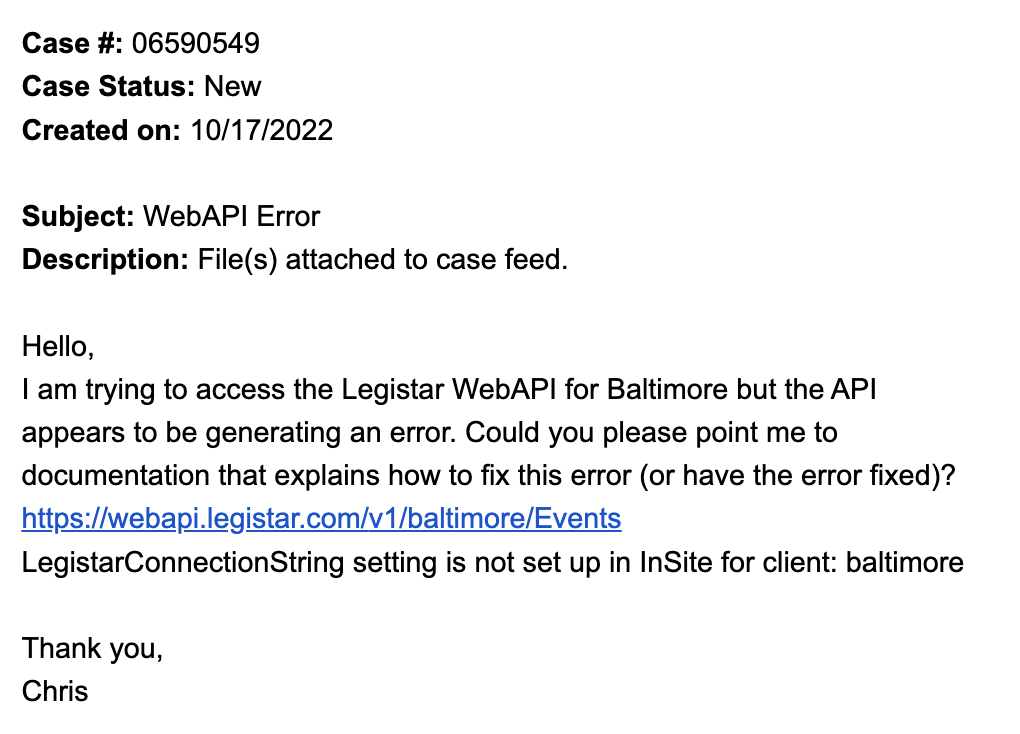 Case #: 06590549
Case Status: New
Created on: 10/17/2022
Subject: WebAPI Error
Description: File(s) attached to case feed.
Hello,
I am trying to access the Legistar WebAPI for Baltimore but the API
appears to be generating an error. Could you please point me to
documentation that explains how to fix this error (or have the error fixed)?
https://webapi.legistar.com/v1/baltimore/Events
LegistarConnectionString setting is not set up in InSite for client: baltimore
Thank you,
Chris